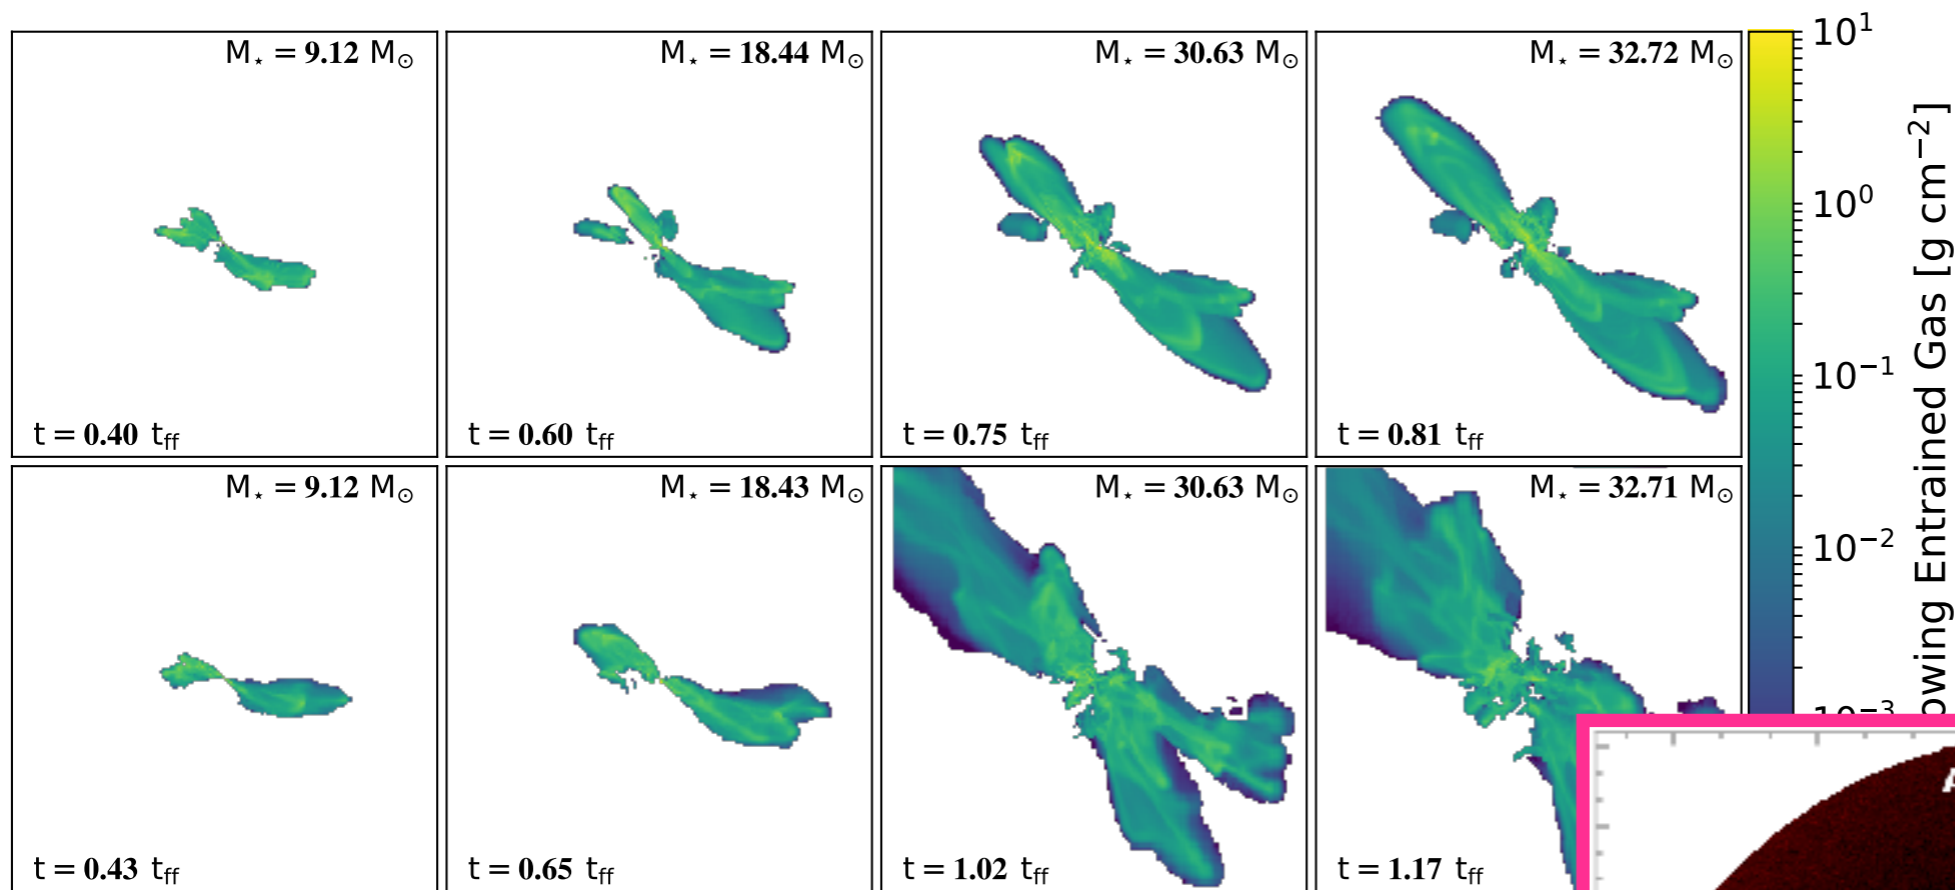 M⋆ = 9.12 M⊙
M⋆ = 18.44 M⊙
M⋆ = 30.63 M⊙
M⋆ = 32.72 M⊙
t = 0.40 tff
t = 0.60 tff
t = 0.75 tff
t = 0.81 tff
M⋆ = 9.12 M⊙
M⋆ = 18.43 M⊙
M⋆ = 30.63 M⊙
M⋆ = 32.71 M⊙
t = 0.43 tff
t = 0.65 tff
t = 1.02 tff
t = 1.17 tff
10¹
10⁰
10⁻¹
10⁻²
10⁻³
owing Entrained Gas [g cm⁻²]